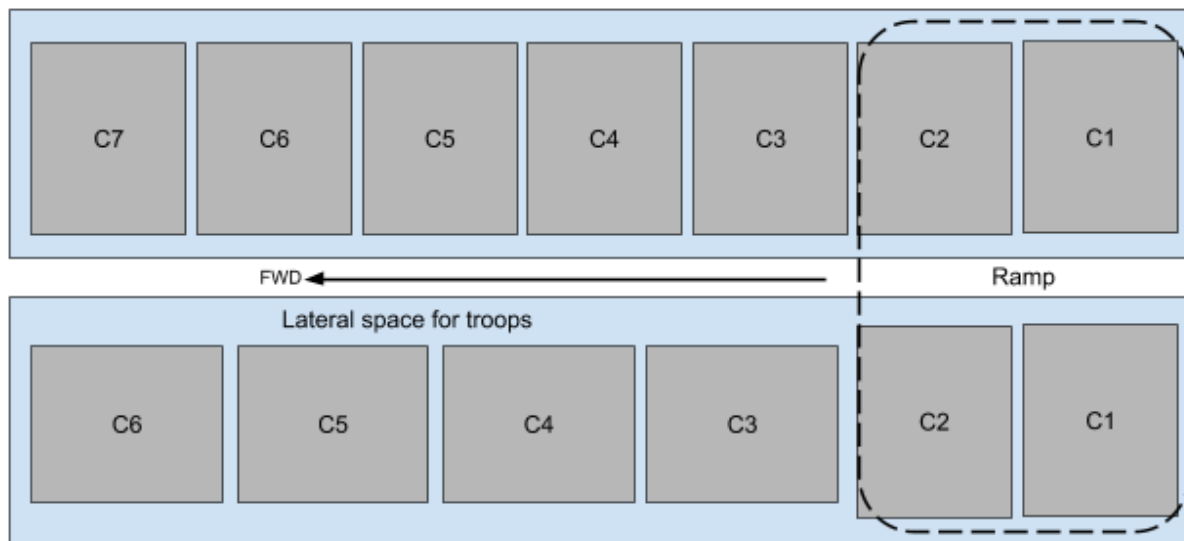 C7 C6 C5 C4 C3 C2 C1
FWD Ramp
Lateral space for troops
C6 C5 C4 C3 C2 C1